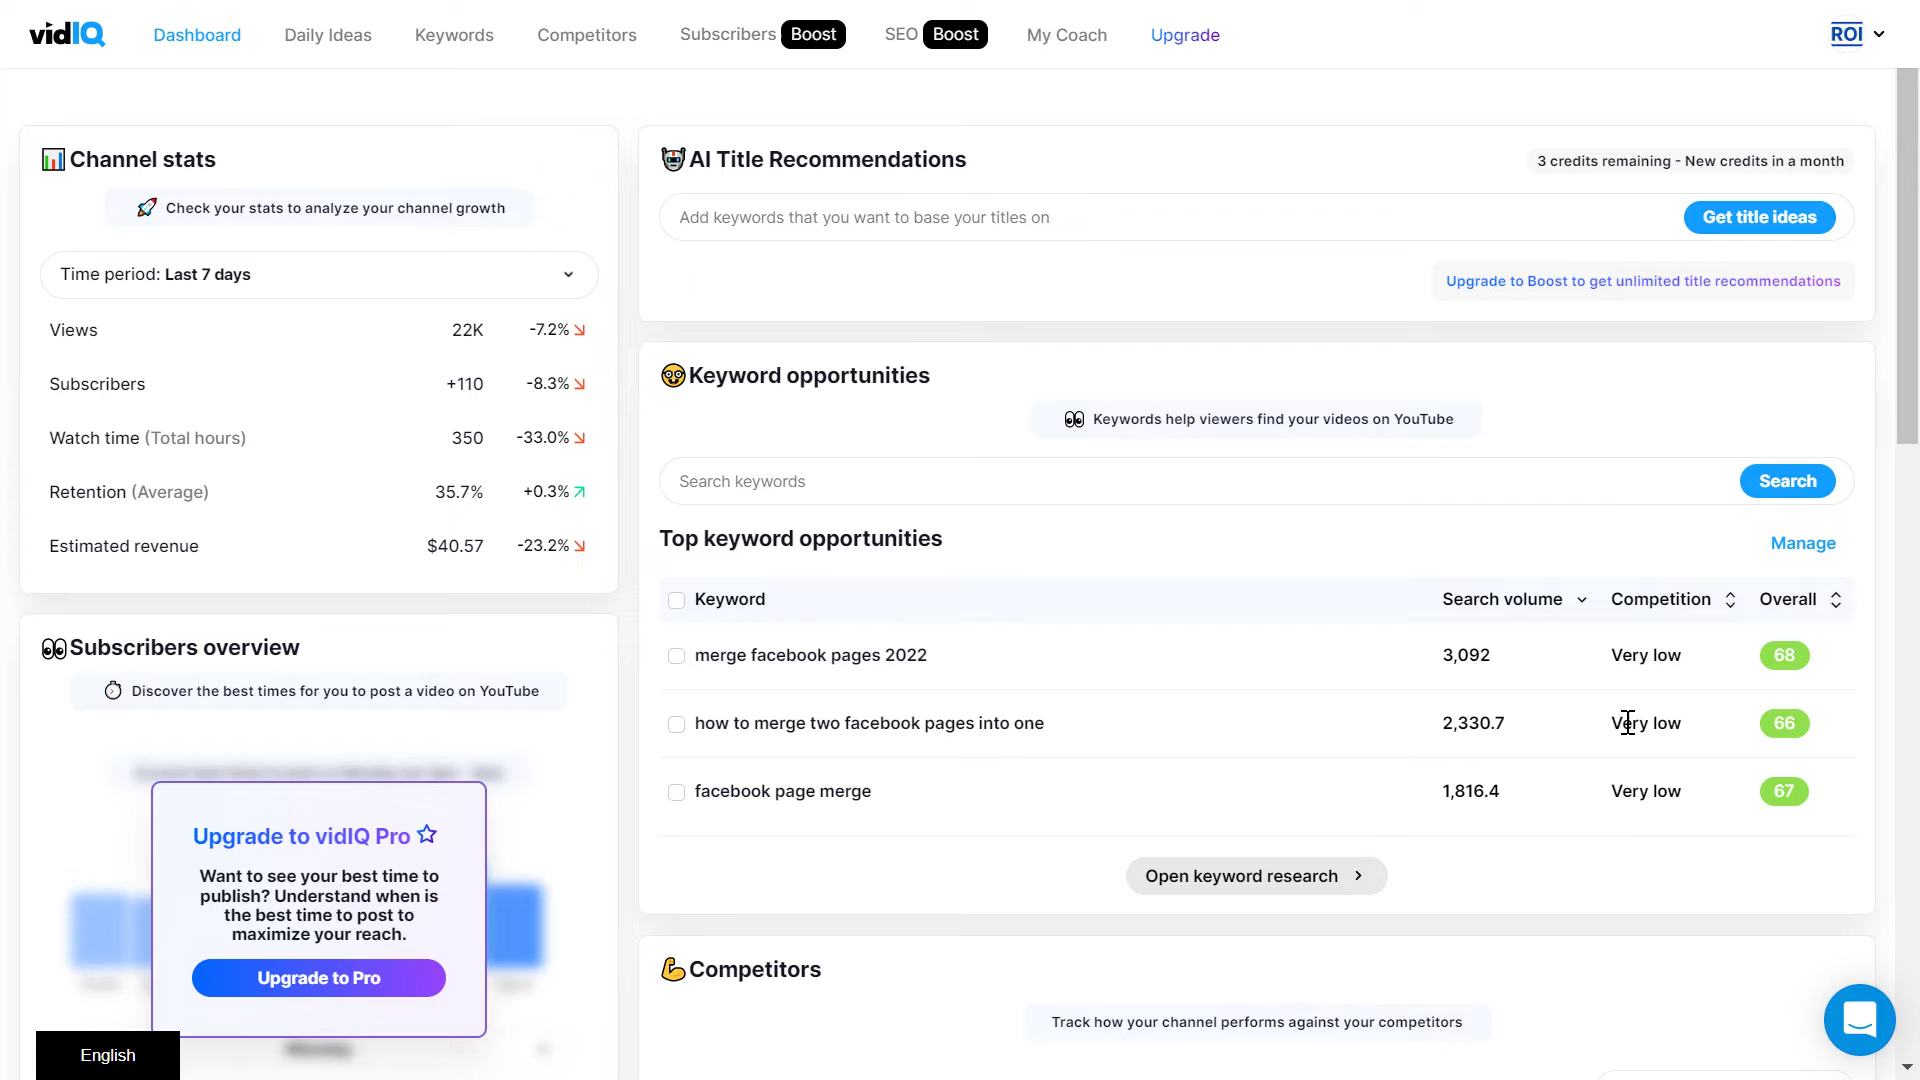 vidIQ
Dashboard
Daily Ideas
Keywords
Competitors
Subscribers Boost
SEO Boost
My Coach
Upgrade
ROI
Channel stats
Check your stats to analyze your channel growth
Time period: Last 7 days
Views 22K -7.2%
Subscribers +110 -8.3%
Watch time (Total hours) 350 -33.0%
Retention (Average) 35.7% +0.3%
Estimated revenue $40.57 -23.2%
Subscribers overview
Discover the best times for you to post a video on YouTube
Upgrade to vidIQ Pro
Want to see your best time to
publish? Understand when is
the best time to post to
maximize your reach.
Upgrade to Pro
English
AI Title Recommendations
3 credits remaining - New credits in a month
Add keywords that you want to base your titles on
Get title ideas
Upgrade to Boost to get unlimited title recommendations
Keyword opportunities
Keywords help viewers find your videos on YouTube
Search keywords
Search
Top keyword opportunities
Manage
Keyword Search volume Competition Overall
merge facebook pages 2022 3,092 Very low 68
how to merge two facebook pages into one 2,330.7 Very low 66
facebook page merge 1,816.4 Very low 67
Open keyword research
Competitors
Track how your channel performs against your competitors